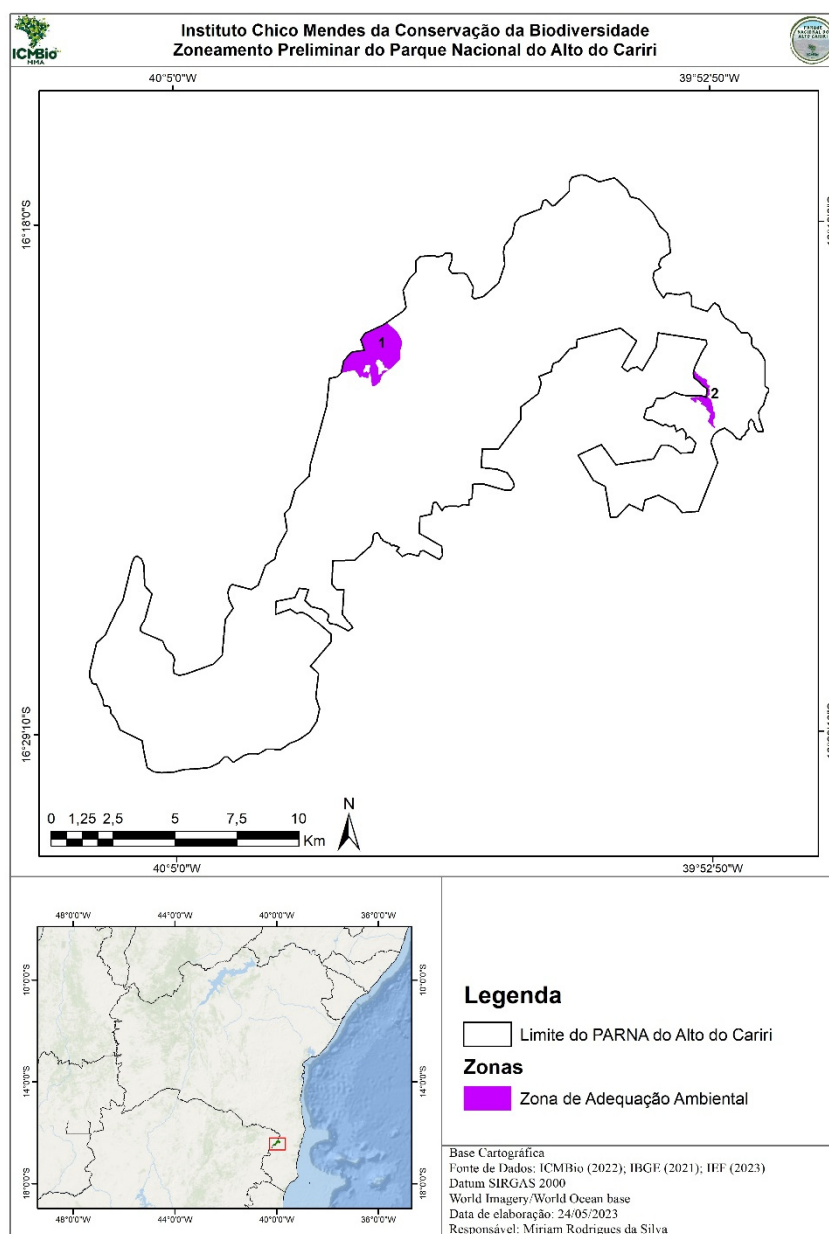 ICMBio
MMA
Instituto Chico Mendes da Conservação da Biodiversidade
Zoneamento Preliminar do Parque Nacional do Alto do Cariri
PARQUE
NACIONAL DO
ALTO CARIRI
40°5'0"W 39°52'50"W
16°18'0"S
1
2
16°29'10"S
0 1,25 2,5 5 7,5 10
Km
N
40°5'0"W 39°52'50"W
48°0'0"W 44°0'0"W 40°0'0"W 36°0'0"W
10°0'0"S 10°0'0"S
14°0'0"S 14°0'0"S
18°0'0"S 18°0'0"S
48°0'0"W 44°0'0"W 40°0'0"W 36°0'0"W
Legenda
Limite do PARNA do Alto do Cariri
Zonas
Zona de Adequação Ambiental
Base Cartográfica
Fonte de Dados: ICMBio (2022); IBGE (2021); IEF (2023)
Datum SIRGAS 2000
World Imagery/World Ocean base
Data de elaboração: 24/05/2023
Responsável: Miriam Rodrigues da Silva